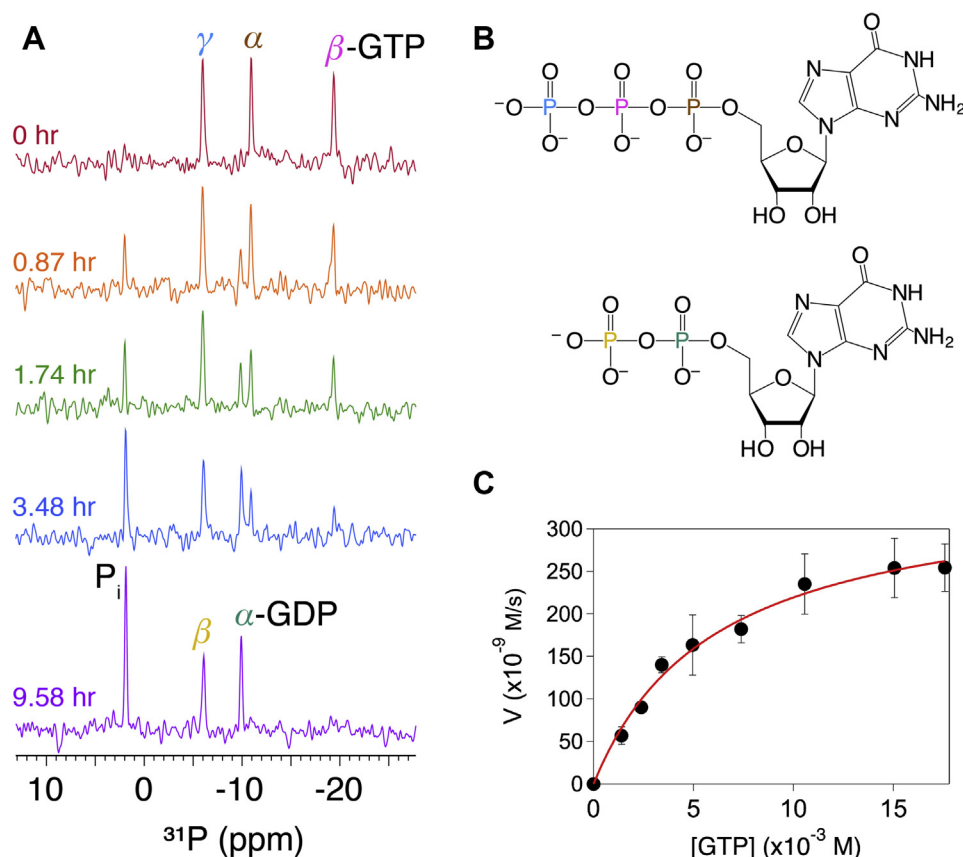 A
γ
α
β-GTP
0 hr
0.87 hr
1.74 hr
3.48 hr
Pᵢ
β
α-GDP
9.58 hr
10 0 -10 -20
³¹P (ppm)
B
O O O O
⁻O P O P O P O
O⁻ O⁻ O⁻
N NH
N N NH₂
O
HO OH
O
O O
⁻O P O P O
O⁻ O⁻
N NH
N N NH₂
O
HO OH
C
V (x10⁻⁹ M/s)
300
250
200
150
100
50
0
0 5 10 15
[GTP] (x10⁻³ M)